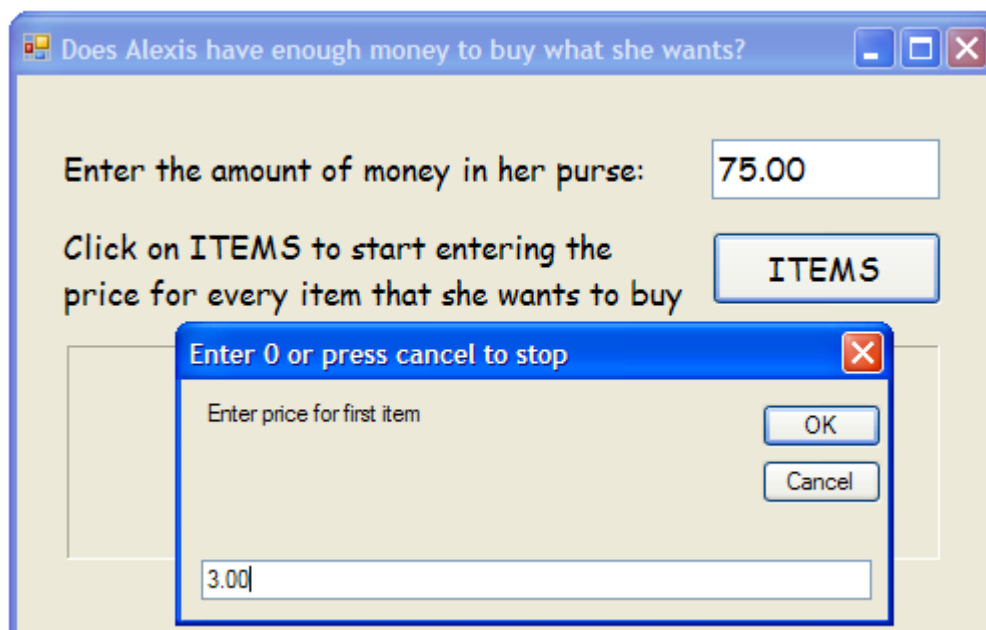 Does Alexis have enough money to buy what she wants?
Enter the amount of money in her purse:
75.00
Click on ITEMS to start entering the
price for every item that she wants to buy
ITEMS
Enter 0 or press cancel to stop
Enter price for first item
OK
Cancel
3.00